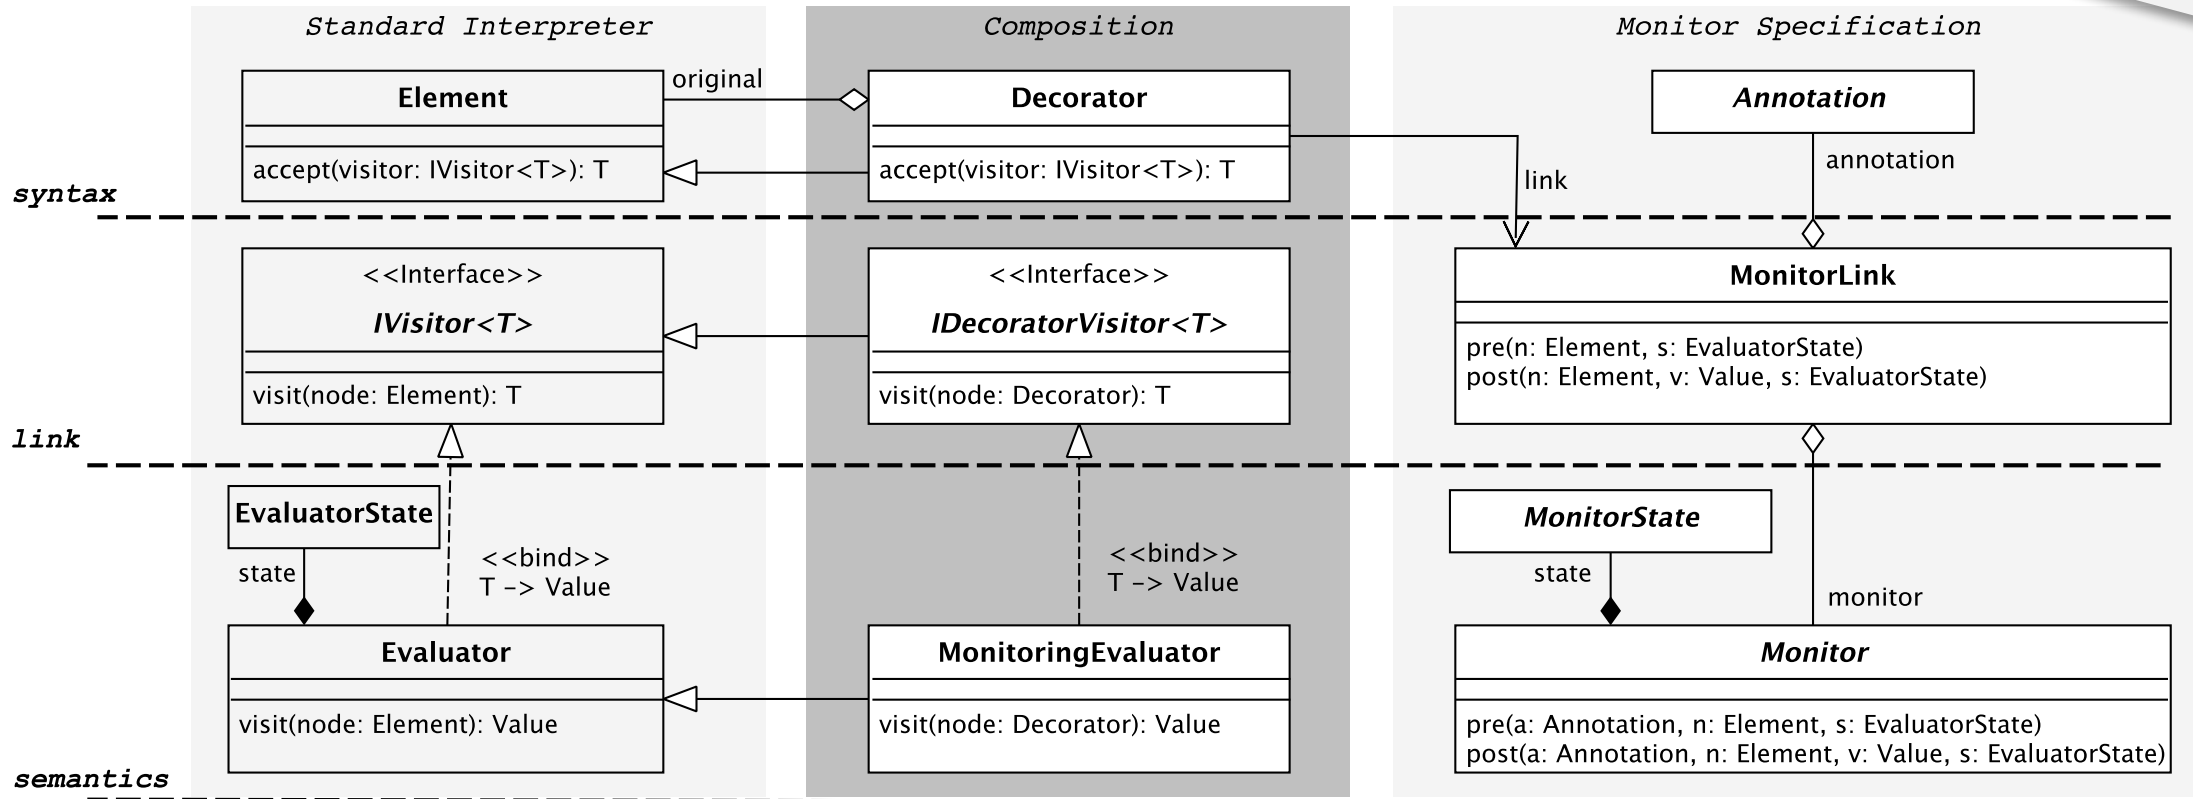 Standard Interpreter
Composition
Monitor Specification
Element
original
Decorator
Annotation
accept(visitor: IVisitor<T>): T
accept(visitor: IVisitor<T>): T
annotation
link
syntax
<<Interface>>
IVisitor<T>
visit(node: Element): T
<<Interface>>
IDecoratorVisitor<T>
visit(node: Decorator): T
MonitorLink
pre(n: Element, s: EvaluatorState)
post(n: Element, v: Value, s: EvaluatorState)
link
EvaluatorState
state
<<bind>>
T -> Value
<<bind>>
T -> Value
MonitorState
state
monitor
Evaluator
visit(node: Element): Value
MonitoringEvaluator
visit(node: Decorator): Value
Monitor
pre(a: Annotation, n: Element, s: EvaluatorState)
post(a: Annotation, n: Element, v: Value, s: EvaluatorState)
semantics